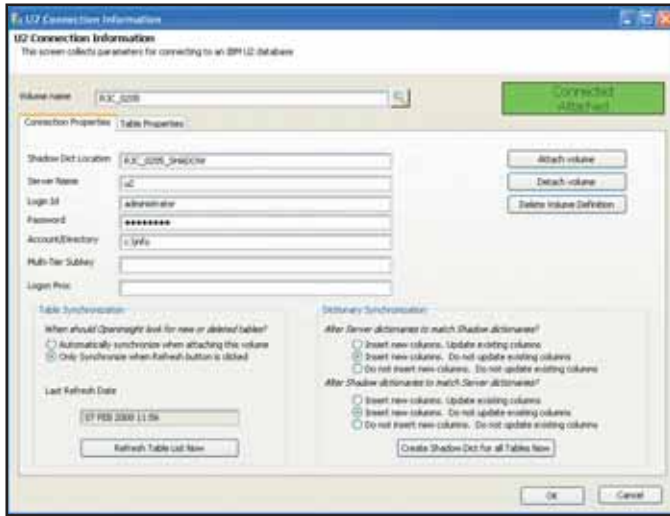 U2 Connection Information
U2 Connection Information
This screen collects parameters for connecting to an IBM U2 database
Volume name RJC_0205
Connected
Attached
Connection Properties Table Properties
Shadow Dict Location RJC_0205_SHADOW
Attach volume
Server Name u2
Detach volume
Login Id administrator
Delete Volume Definition
Password ●●●●●●●●
Account/Directory
Multi-Tier Subkey
Logon Proc
Table Synchronization
Dictionary Synchronization
When should OpenInsight look for new or deleted tables?
Automatically synchronize when attaching this volume
Only Synchronize when Refresh button is clicked
Last Refresh Date
07 FEB 2008 11:56
Refresh Table List Now
Alter Server dictionaries to match Shadow dictionaries?
Insert new columns. Update existing columns
Insert new columns. Do not update existing columns
Do not insert new columns. Do not update existing columns
Alter Shadow dictionaries to match Server dictionaries?
Insert new columns. Update existing columns
Insert new columns. Do not update existing columns
Do not insert new columns. Do not update existing columns
Create Shadow Dict for all Tables Now
OK Cancel